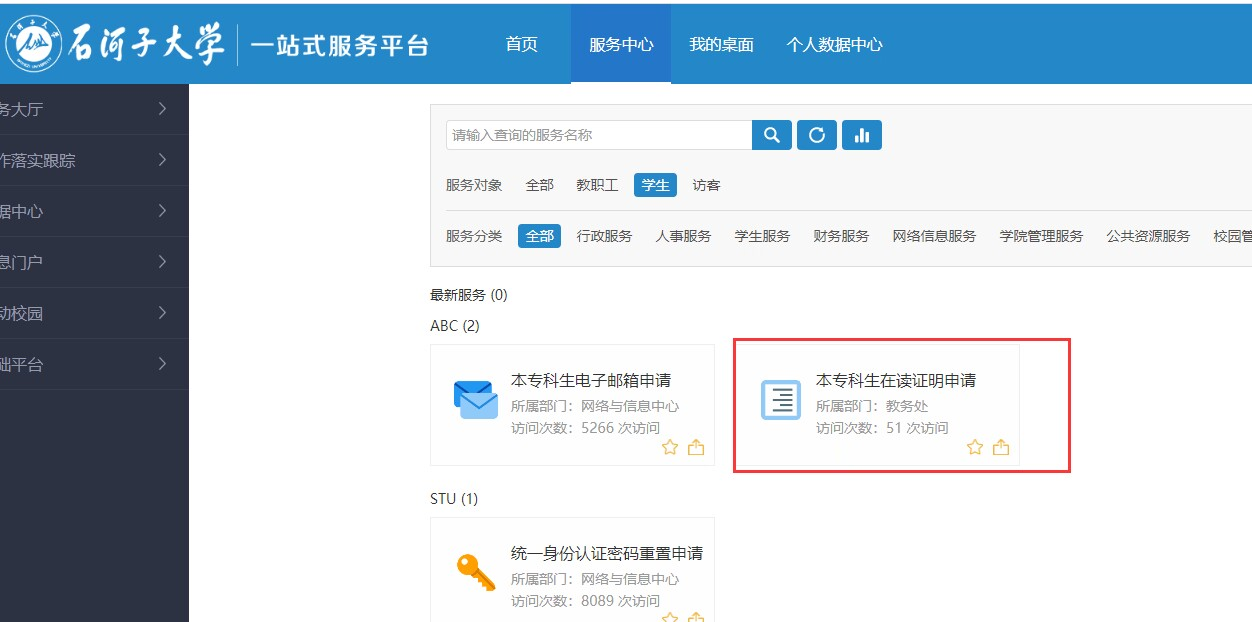 石河子大学 一站式服务平台 首页 服务中心 我的桌面 个人数据中心
务大厅
作落实跟踪
据中心
息门户
动校园
础平台
请输入查询的服务名称
服务对象 全部 教职工 学生 访客
服务分类 全部 行政服务 人事服务 学生服务 财务服务 网络信息服务 学院管理服务 公共资源服务 校园管
最新服务 (0)
ABC (2)
本专科生电子邮箱申请
所属部门：网络与信息中心
访问次数：5266 次访问
本专科生在读证明申请
所属部门：教务处
访问次数：51 次访问
STU (1)
统一身份认证密码重置申请
所属部门：网络与信息中心
访问次数：8089 次访问